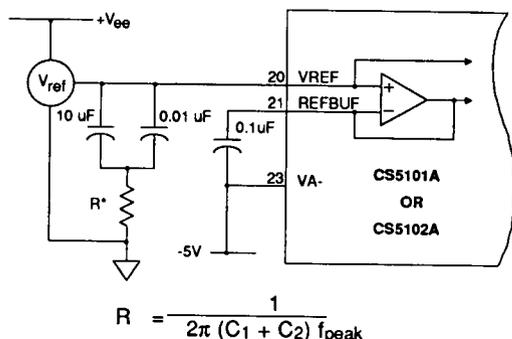 +Vee
Vref
10 uF
0.01 uF
R*
20 VREF
21 REFBUF
0.1uF
23 VA-
-5V
+
−
CS5101A
OR
CS5102A
R = 1 / 2π (C1 + C2) fpeak